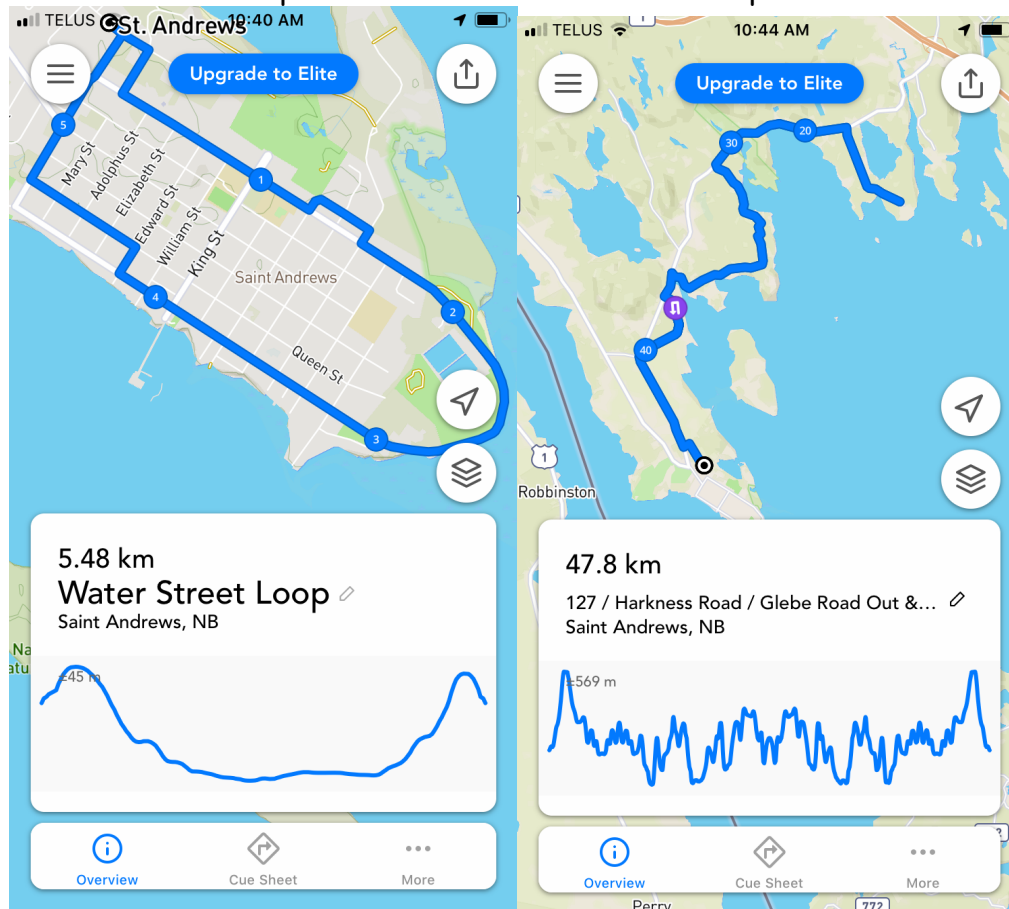 TELUS
10:40 AM
St. Andrews
Upgrade to Elite
5
Mary St
Adolphus St
Elizabeth St
Edward St
William St
King St
1
Saint Andrews
2
4
Queen St
3
5.48 km
Water Street Loop
Saint Andrews, NB
±45 m
Overview
Cue Sheet
More
1
TELUS
10:44 AM
Upgrade to Elite
30
20
40
1
Robbinston
47.8 km
127 / Harkness Road / Glebe Road Out &...
Saint Andrews, NB
±569 m
Overview
Cue Sheet
More
Perry
772